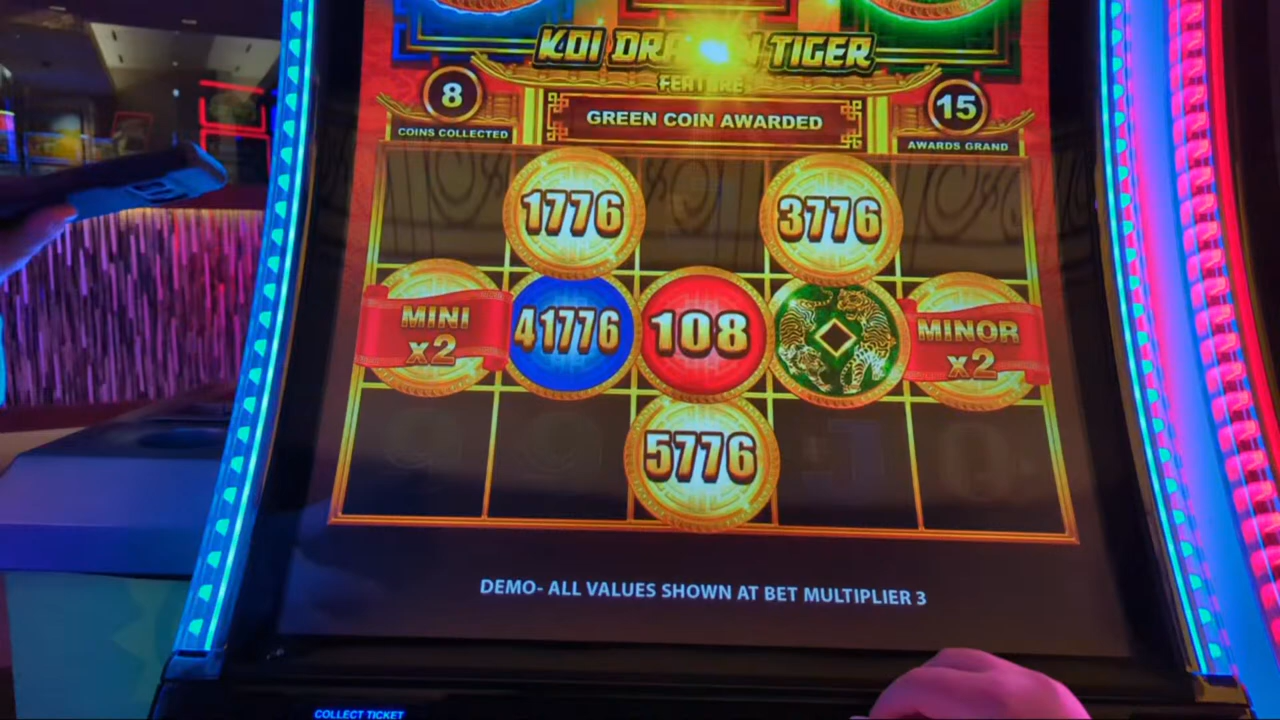 KOI DRAGON TIGER
FEATURE
8
15
GREEN COIN AWARDED
COINS COLLECTED
AWARDS GRAND
1776
3776
MINI
x2
41776
108
MINOR
x2
5776
DEMO- ALL VALUES SHOWN AT BET MULTIPLIER 3
COLLECT TICKET